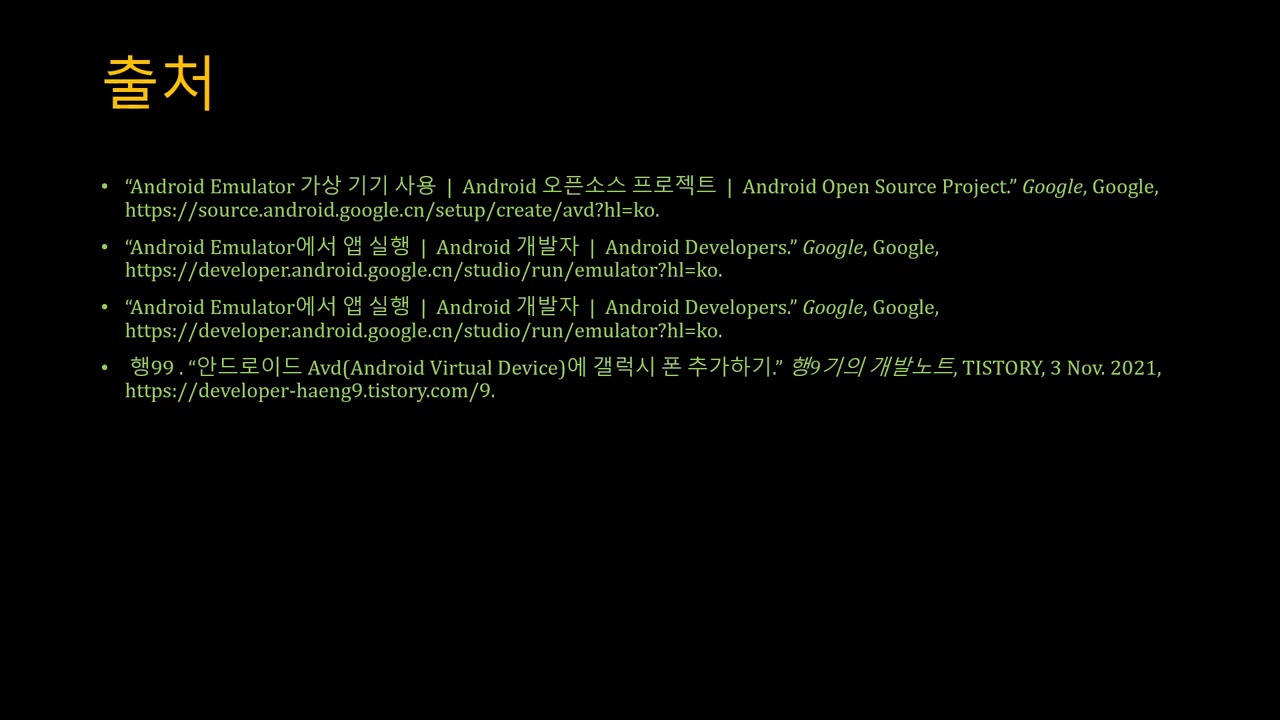 출처
• “Android Emulator 가상 기기 사용 | Android 오픈소스 프로젝트 | Android Open Source Project.” Google, Google,
https://source.android.google.cn/setup/create/avd?hl=ko.
• “Android Emulator에서 앱 실행 | Android 개발자 | Android Developers.” Google, Google,
https://developer.android.google.cn/studio/run/emulator?hl=ko.
• “Android Emulator에서 앱 실행 | Android 개발자 | Android Developers.” Google, Google,
https://developer.android.google.cn/studio/run/emulator?hl=ko.
• 행99 . “안드로이드 Avd(Android Virtual Device)에 갤럭시 폰 추가하기.” 행9기의 개발노트, TISTORY, 3 Nov. 2021,
https://developer-haeng9.tistory.com/9.